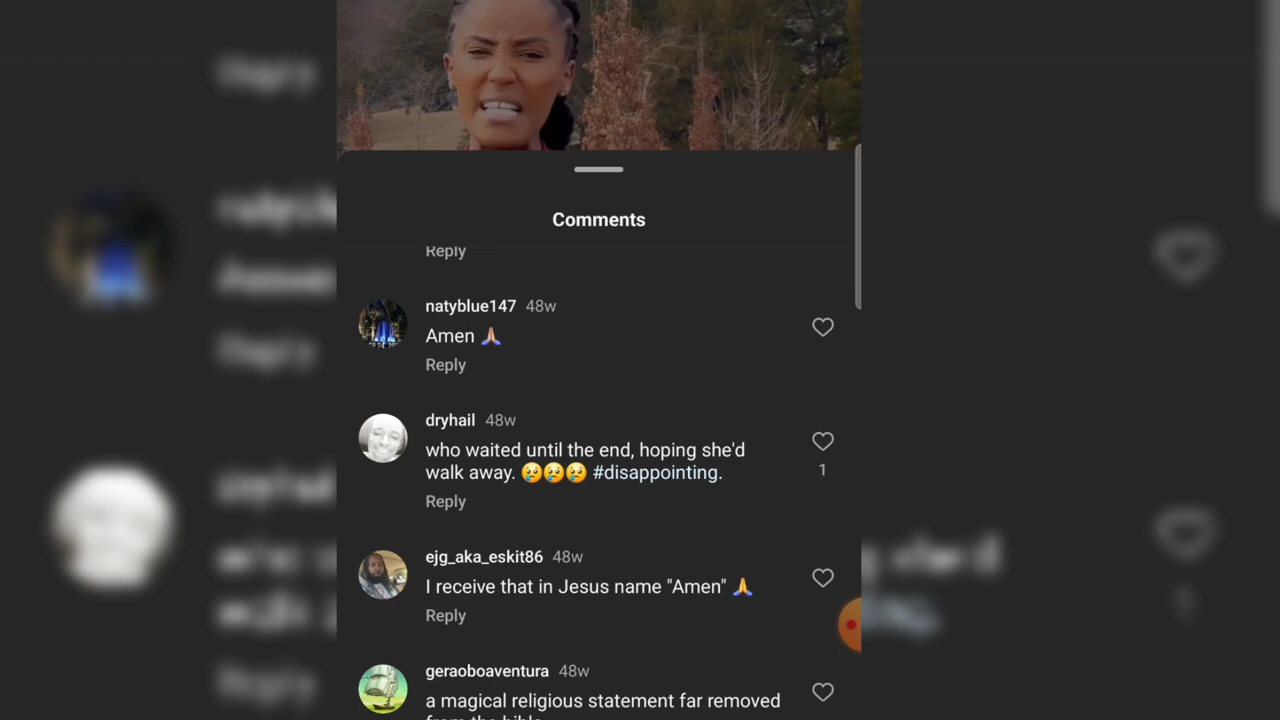 Comments
Reply
natyblue147 48w
Amen 🙏
Reply
dryhail 48w
who waited until the end, hoping she'd
walk away. 😢😢😢 #disappointing.
1
Reply
ejg_aka_eskit86 48w
I receive that in Jesus name "Amen" 🙏
Reply
geraoboaventura 48w
a magical religious statement far removed
from the bible